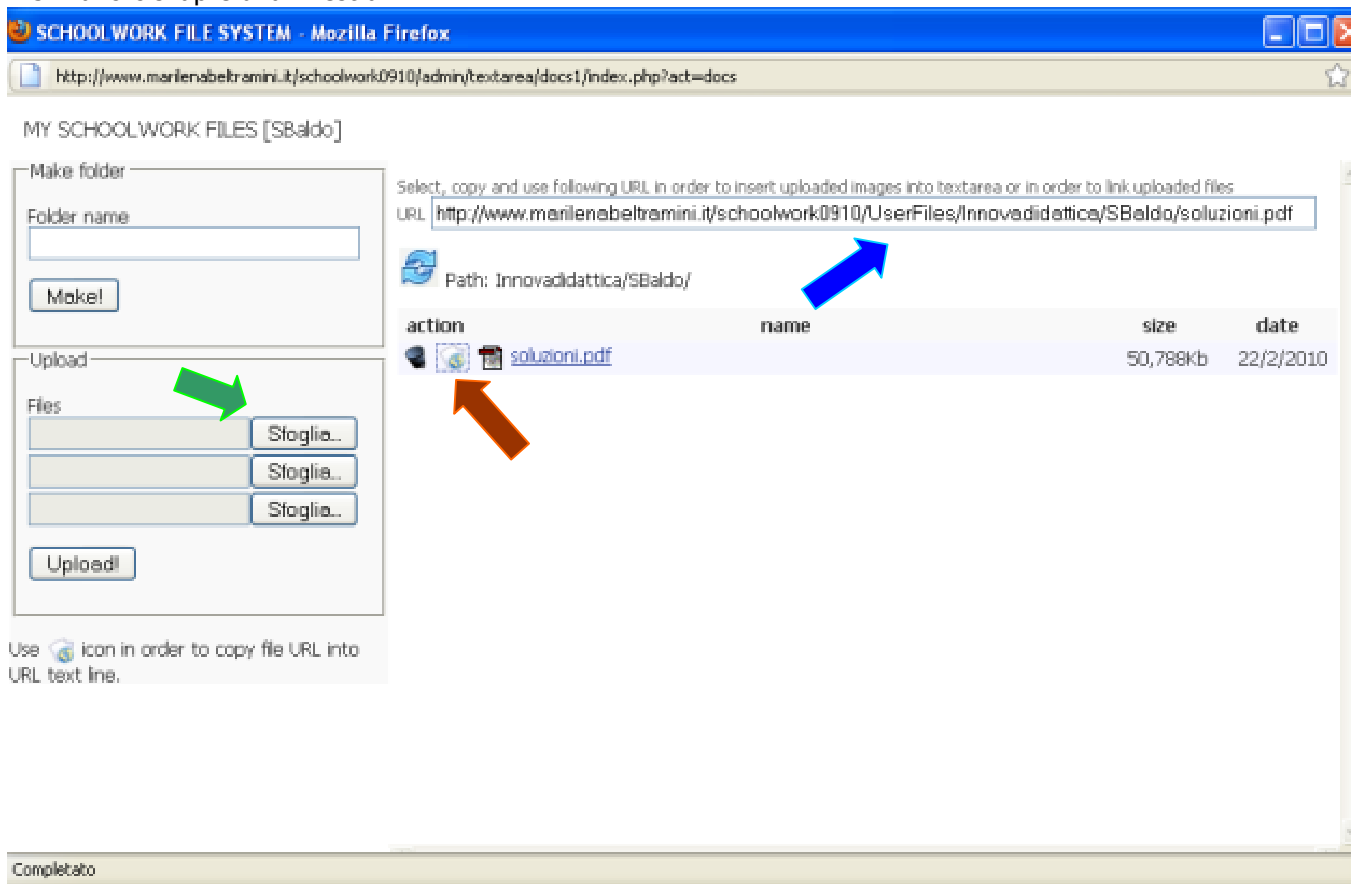 SCHOOLWORK FILE SYSTEM - Mozilla Firefox
http://www.marilenabeltramini.it/schoolwork0910/admin/textarea/docs1/index.php?act=docs
MY SCHOOLWORK FILES [SBaldo]
Make folder
Folder name
Make!
Upload
Files
Sfoglia...
Sfoglia...
Sfoglia...
Upload!
Use icon in order to copy file URL into
URL text line.
Select, copy and use following URL in order to insert uploaded images into textarea or in order to link uploaded files
URL http://www.marilenabeltramini.it/schoolwork0910/UserFiles/Innovadidattica/SBaldo/soluzioni.pdf
Path: Innovadidattica/SBaldo/
action name size date
soluzioni.pdf 50,788Kb 22/2/2010
Completato